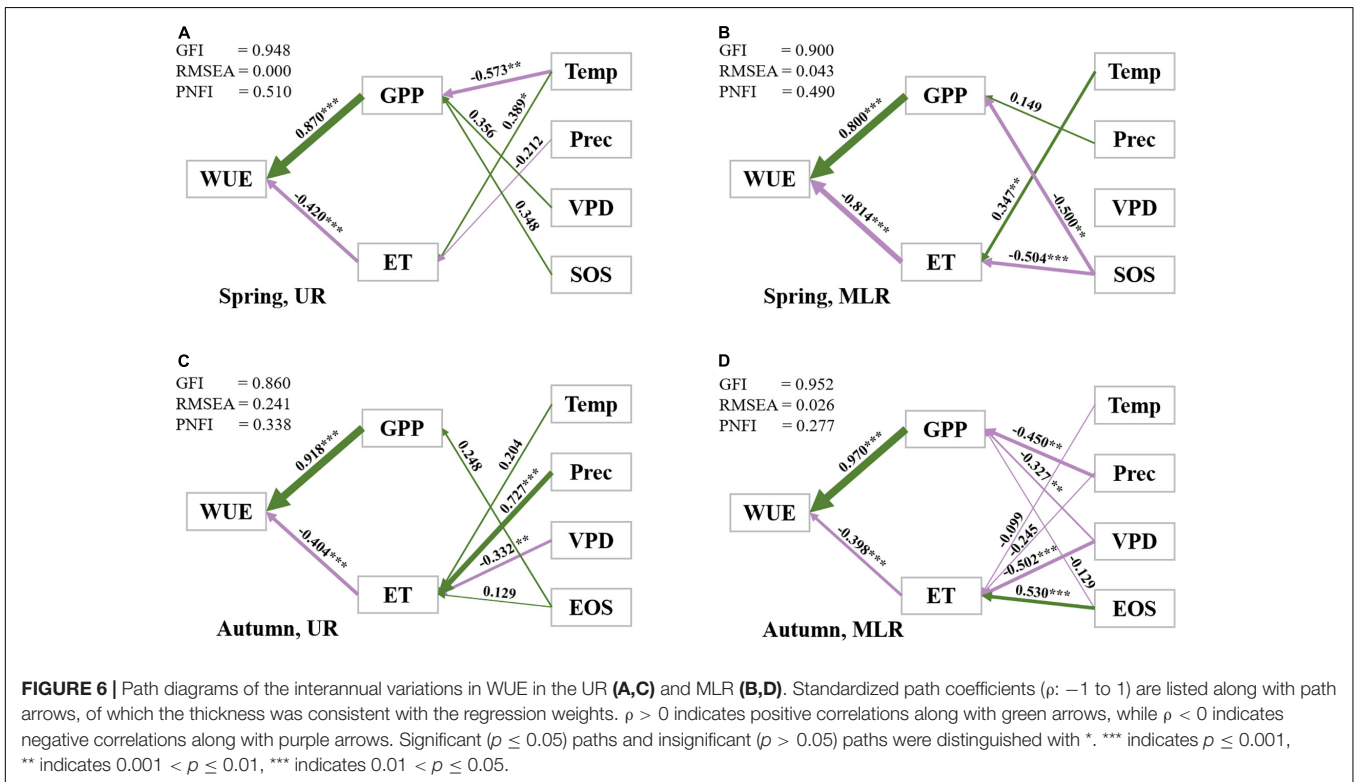 A
GFI = 0.948
RMSEA = 0.000
PNFI = 0.510
GPP
WUE
ET
Temp
Prec
VPD
SOS
0.870***
-0.420***
-0.573**
0.389*
0.356
-0.212
0.348
Spring, UR
B
GFI = 0.900
RMSEA = 0.043
PNFI = 0.490
GPP
WUE
ET
Temp
Prec
VPD
SOS
0.800***
-0.814***
0.149
0.347**
-0.500**
-0.504***
Spring, MLR
C
GFI = 0.860
RMSEA = 0.241
PNFI = 0.338
GPP
WUE
ET
Temp
Prec
VPD
EOS
0.918***
-0.404***
0.248
0.204
0.727***
-0.332**
0.129
Autumn, UR
D
GFI = 0.952
RMSEA = 0.026
PNFI = 0.277
GPP
WUE
ET
Temp
Prec
VPD
EOS
0.970***
-0.398***
-0.450**
-0.327**
-0.099
-0.245
-0.502***
-0.129
0.530***
Autumn, MLR
FIGURE 6 | Path diagrams of the interannual variations in WUE in the UR (A,C) and MLR (B,D). Standardized path coefficients (ρ: −1 to 1) are listed along with path
arrows, of which the thickness was consistent with the regression weights. ρ > 0 indicates positive correlations along with green arrows, while ρ < 0 indicates
negative correlations along with purple arrows. Significant (p ≤ 0.05) paths and insignificant (p > 0.05) paths were distinguished with *. *** indicates p ≤ 0.001,
** indicates 0.001 < p ≤ 0.01, *** indicates 0.01 < p ≤ 0.05.